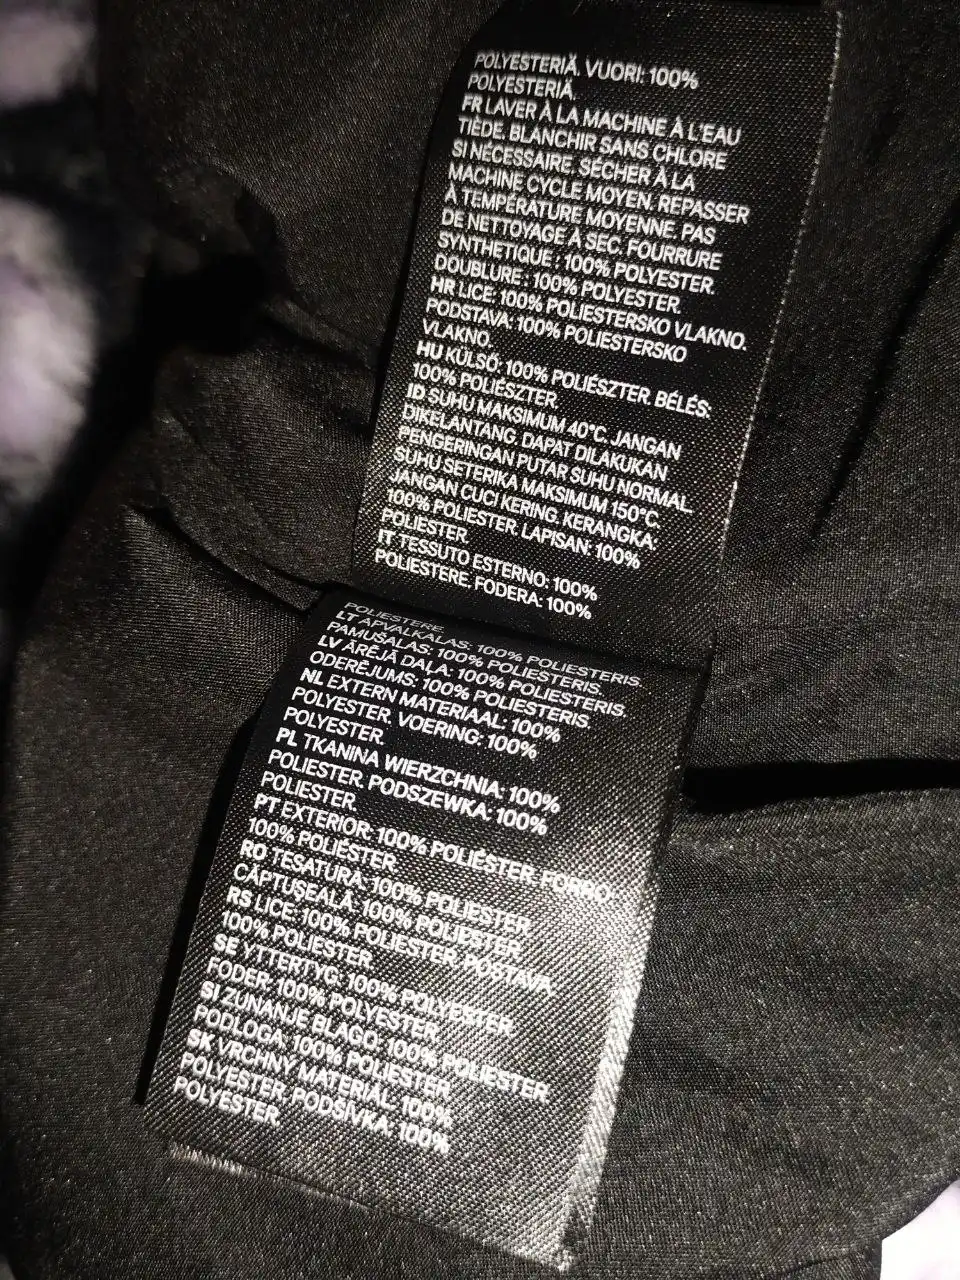 POLYESTERIÄ. VUORI: 100%
POLYESTERIÄ.
FR LAVER À LA MACHINE À L'EAU
TIÈDE. BLANCHIR SANS CHLORE
SI NÉCESSAIRE. SÉCHER À LA
MACHINE CYCLE MOYEN. REPASSER
À TEMPÉRATURE MOYENNE. PAS
DE NETTOYAGE À SEC. FOURRURE
SYNTHETIQUE : 100% POLYESTER.
DOUBLURE : 100% POLYESTER.
HR LICE: 100% POLIESTERSKO VLAKNO.
PODSTAVA: 100% POLIESTERSKO
VLAKNO.
HU KÜLSŐ: 100% POLIÉSZTER. BÉLÉS:
100% POLIÉSZTER.
ID SUHU MAKSIMUM 40°C. JANGAN
DIKELANTANG. DAPAT DILAKUKAN
PENGERINGAN PUTAR SUHU NORMAL.
SUHU SETERIKA MAKSIMUM 150°C.
JANGAN CUCI KERING. KERANGKA:
100% POLIESTER. LAPISAN: 100%
POLIESTER.
IT TESSUTO ESTERNO: 100%
POLIESTERE. FODERA: 100%
POLIESTERE.
LT APVALKALAS: 100% POLIESTERIS.
PAMUŠALAS: 100% POLIESTERIS.
LV ĀRĒJĀ DAĻA: 100% POLIESTERIS.
ODERĒJUMS: 100% POLIESTERIS.
NL EXTERN MATERIAAL: 100%
POLYESTER. VOERING: 100%
POLYESTER.
PL TKANINA WIERZCHNIA: 100%
POLIESTER. PODSZEWKA: 100%
POLIESTER.
PT EXTERIOR: 100% POLIÉSTER. FORRO:
100% POLIÉSTER.
RO TESATURA: 100% POLIESTER.
CĂPTUȘEALĂ: 100% POLIESTER.
RS LICE: 100% POLIESTER. POSTAVA:
100% POLIESTER.
SE YTTERTYG: 100% POLYESTER.
FODER: 100% POLYESTER.
SI ZUNANJE BLAGO: 100% POLIESTER.
PODLOGA: 100% POLIESTER.
SK VRCHNÝ MATERIÁL: 100%
POLYESTER. PODŠÍVKA: 100%
POLYESTER.